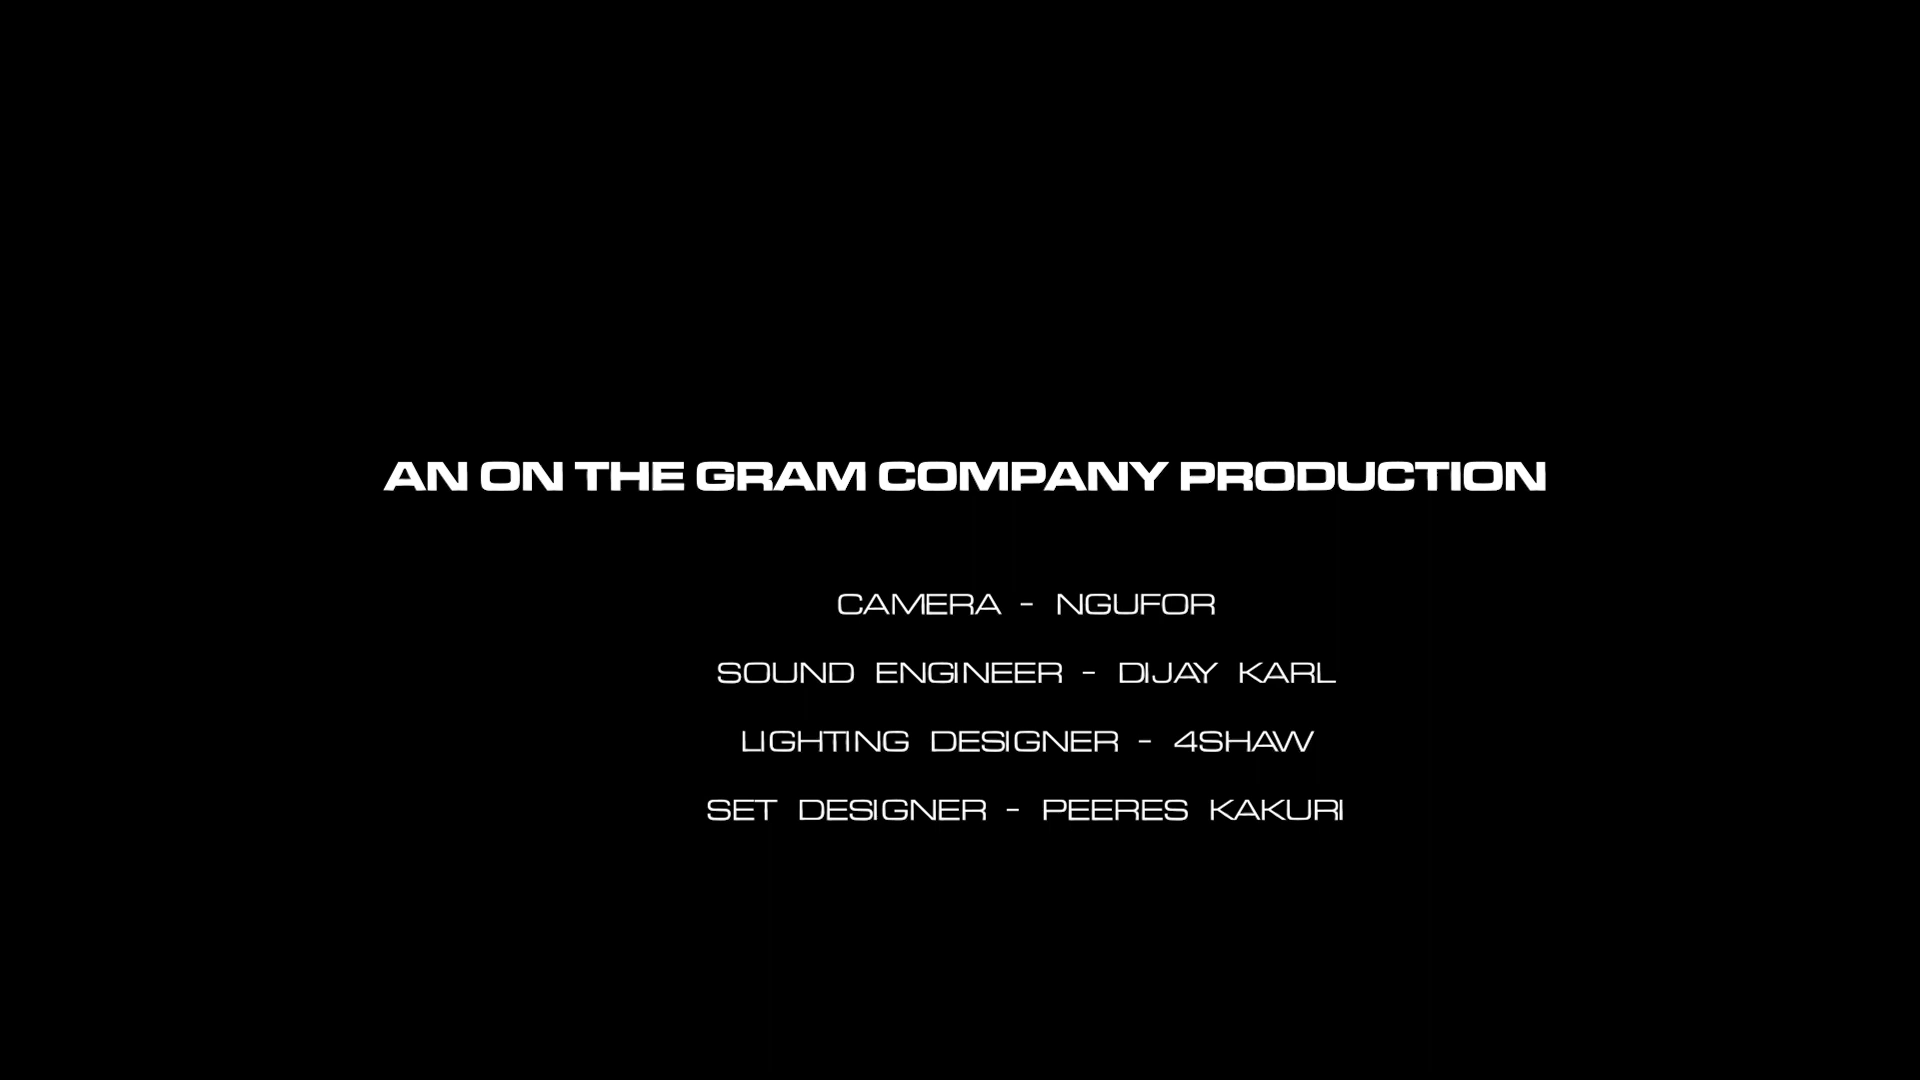 AN ON THE GRAM COMPANY PRODUCTION
CAMERA - NGUFOR
SOUND ENGINEER - DIJAY KARL
LIGHTING DESIGNER - 4SHAW
SET DESIGNER - PEERES KAKURI